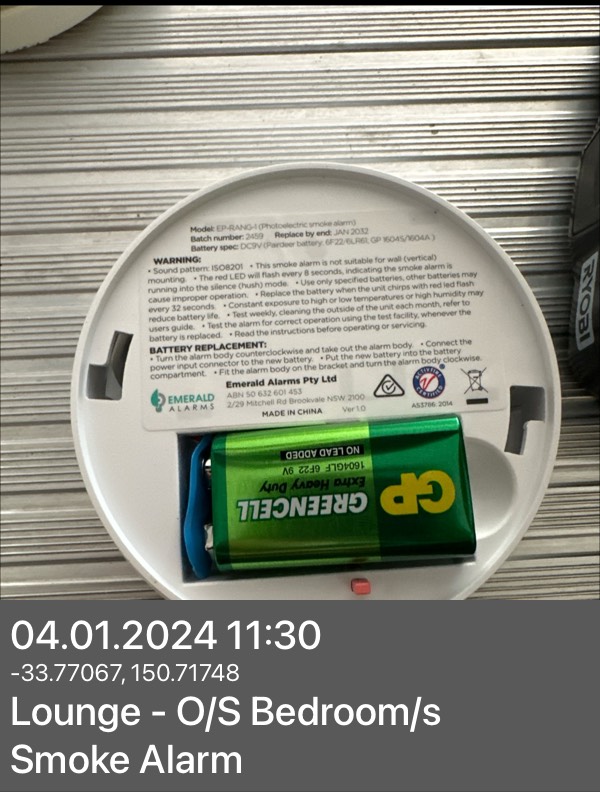 Model: EP-RANG-1 (Photoelectric smoke alarm)
Batch number: 2459 Replace by end: JAN 2032
Battery spec: DC9V (Pairdeer battery, 6F22/6LR61, GP 1604S/1604A )
WARNING:
• Sound pattern: ISO8201 • This smoke alarm is not suitable for wall (vertical)
mounting. • The red LED will flash every 8 seconds, indicating the smoke alarm is
running into the silence (hush) mode. • Use only specified batteries, other batteries may
cause improper operation. • Replace the battery when the unit chirps with red led flash
every 32 seconds. • Constant exposure to high or low temperatures or high humidity may
reduce battery life. • Test weekly, cleaning the outside of the unit each month, refer to
users guide. • Test the alarm for correct operation using the test facility, whenever the
battery is replaced. • Read the instructions before operating or servicing.
BATTERY REPLACEMENT:
• Turn the alarm body counterclockwise and take out the alarm body. • Connect the
power input connector to the new battery. • Put the new battery into the battery
compartment. • Fit the alarm body on the bracket and turn the alarm body clockwise.
EMERALD
ALARMS
Emerald Alarms Pty Ltd
ABN 50 632 601 453
2/29 Mitchell Rd Brookvale NSW 2100
MADE IN CHINA Ver 1.0
AS3786: 2014
RYOBI
GP
GREENCELL
Extra Heavy Duty
1604GLF 6F22 9V
NO LEAD ADDED
04.01.2024 11:30
-33.77067, 150.71748
Lounge - O/S Bedroom/s
Smoke Alarm